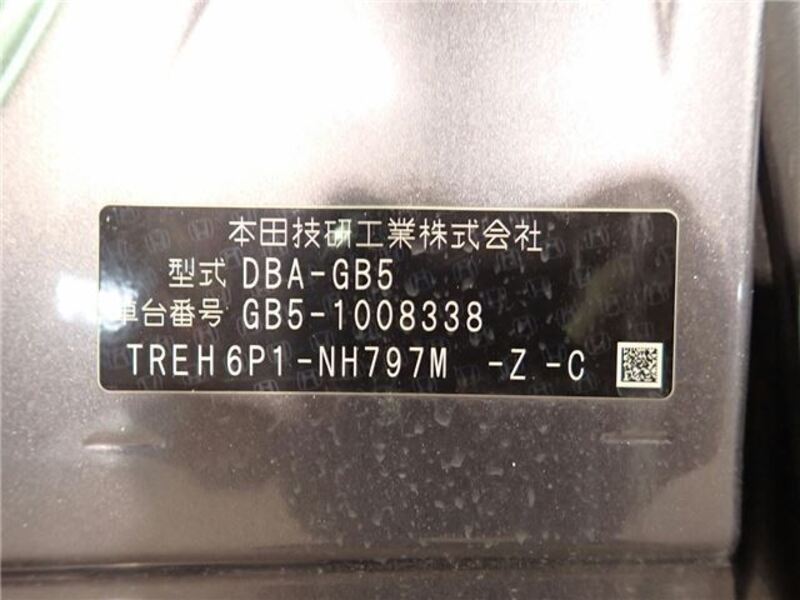 本田技研工業株式会社
型式 DBA-GB5
車台番号 GB5-1008338
TREH6P1-NH797M -Z -C